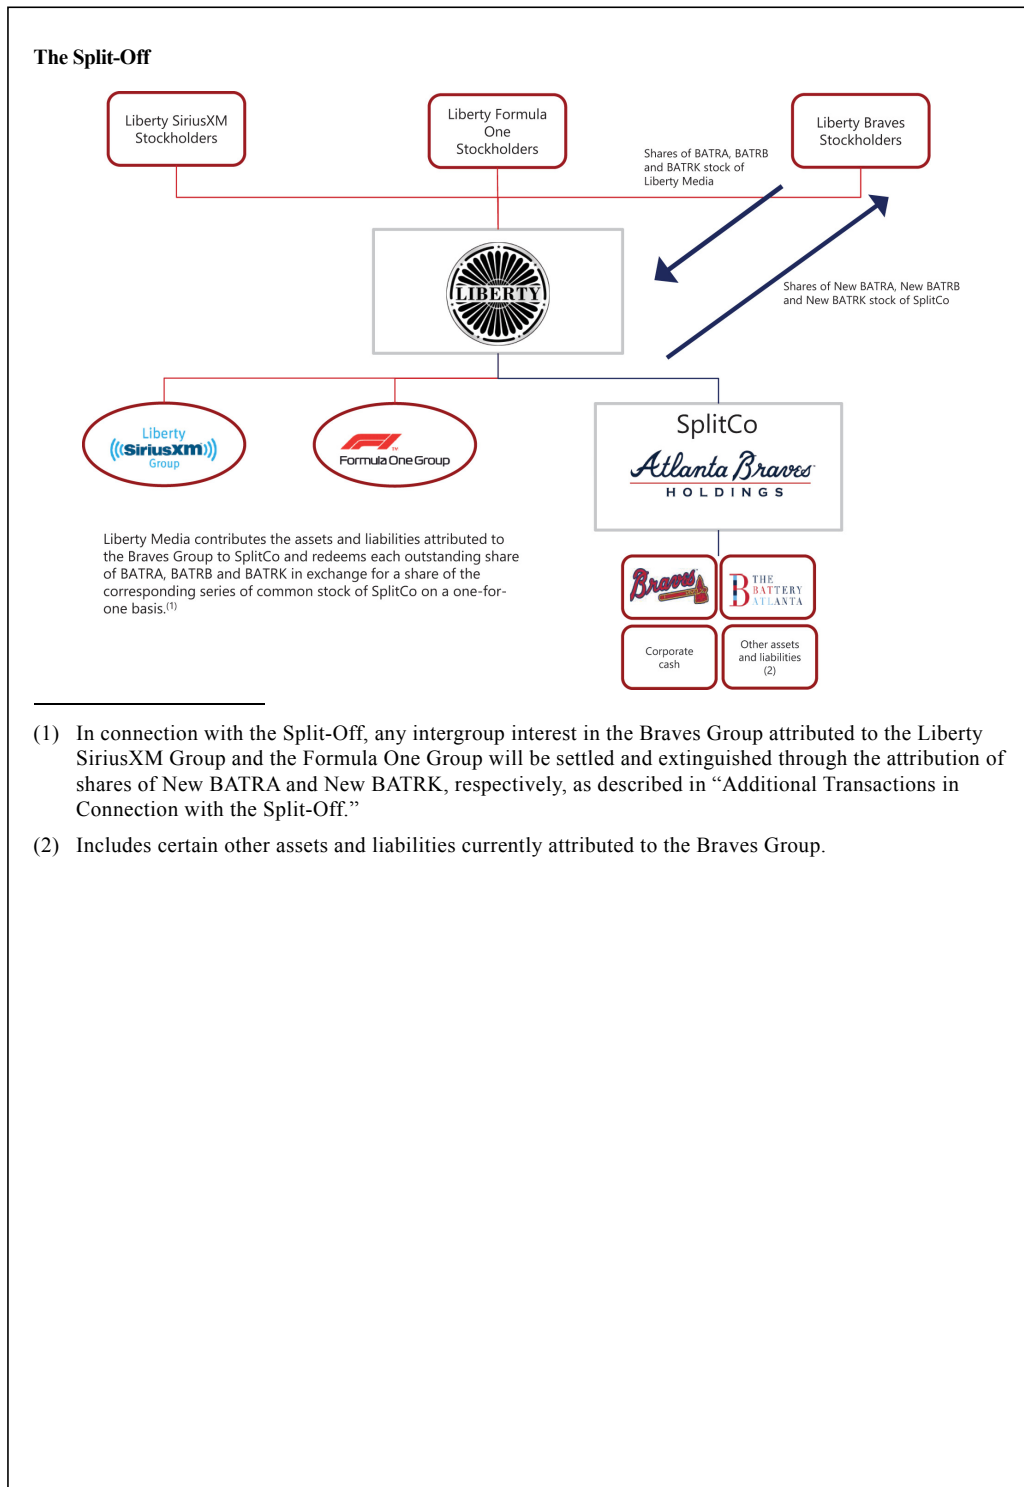 The Split-Off
Liberty SiriusXM
Stockholders
Liberty Formula
One
Stockholders
Liberty Braves
Stockholders
Shares of BATRA, BATRB
and BATRK stock of
Liberty Media
LIBERTY
Shares of New BATRA, New BATRB
and New BATRK stock of SplitCo
Liberty
((SiriusXM))
Group
F1™
Formula One Group
SplitCo
Atlanta Braves
HOLDINGS
Liberty Media contributes the assets and liabilities attributed to
the Braves Group to SplitCo and redeems each outstanding share
of BATRA, BATRB and BATRK in exchange for a share of the
corresponding series of common stock of SplitCo on a one-for-
one basis.(1)
Braves
B THE
BATTERY
ATLANTA
Corporate
cash
Other assets
and liabilities
(2)
(1) In connection with the Split-Off, any intergroup interest in the Braves Group attributed to the Liberty
SiriusXM Group and the Formula One Group will be settled and extinguished through the attribution of
shares of New BATRA and New BATRK, respectively, as described in “Additional Transactions in
Connection with the Split-Off.”
(2) Includes certain other assets and liabilities currently attributed to the Braves Group.